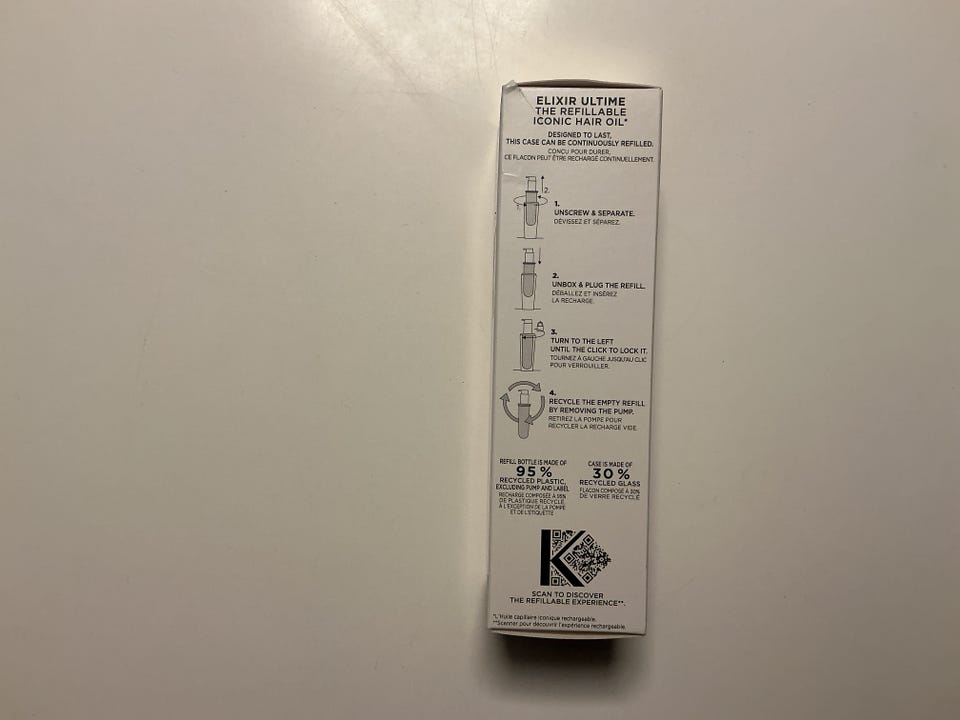 ELIXIR ULTIME
THE REFILLABLE
ICONIC HAIR OIL*
DESIGNED TO LAST,
THIS CASE CAN BE CONTINUOUSLY REFILLED.
CONÇU POUR DURER,
CE FLACON PEUT ÊTRE RECHARGÉ CONTINUELLEMENT.
2.
1.
1.
UNSCREW & SEPARATE.
DÉVISSEZ ET SÉPAREZ.
2.
UNBOX & PLUG THE REFILL.
DÉBALLEZ ET INSÉREZ
LA RECHARGE.
3.
TURN TO THE LEFT
UNTIL THE CLICK TO LOCK IT.
TOURNEZ À GAUCHE JUSQU'AU CLIC
POUR VERROUILLER.
4.
RECYCLE THE EMPTY REFILL
BY REMOVING THE PUMP.
RETIREZ LA POMPE POUR
RECYCLER LA RECHARGE VIDE.
REFILL BOTTLE IS MADE OF
95 %
RECYCLED PLASTIC,
EXCLUDING PUMP AND LABEL
RECHARGE COMPOSÉE À 95%
DE PLASTIQUE RECYCLÉ,
À L'EXCEPTION DE LA POMPE
ET DE L'ÉTIQUETTE
CASE IS MADE OF
30 %
RECYCLED GLASS
FLACON COMPOSÉ À 30%
DE VERRE RECYCLÉ
K
SCAN TO DISCOVER
THE REFILLABLE EXPERIENCE**.
*L'Huile capillaire iconique rechargeable.
**Scanner pour découvrir l'expérience rechargeable.